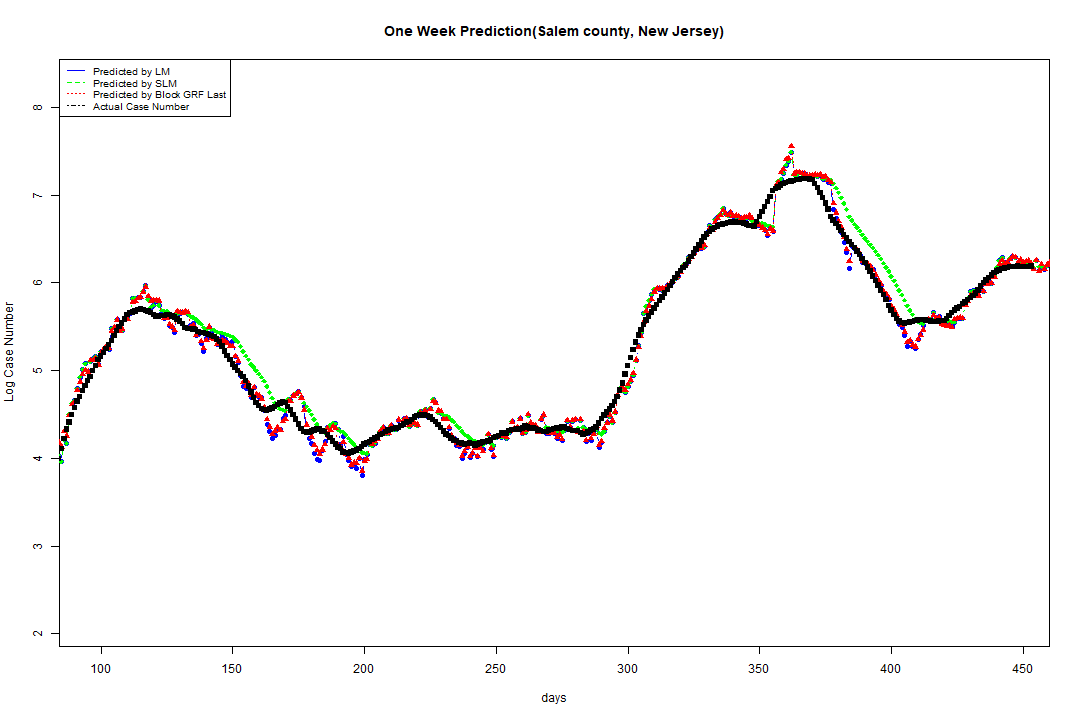 One Week Prediction(Salem county, New Jersey)
Predicted by LM
Predicted by SLM
Predicted by Block GRF Last
Actual Case Number
8
7
6
5
4
3
2
Log Case Number
100 150 200 250 300 350 400 450
days